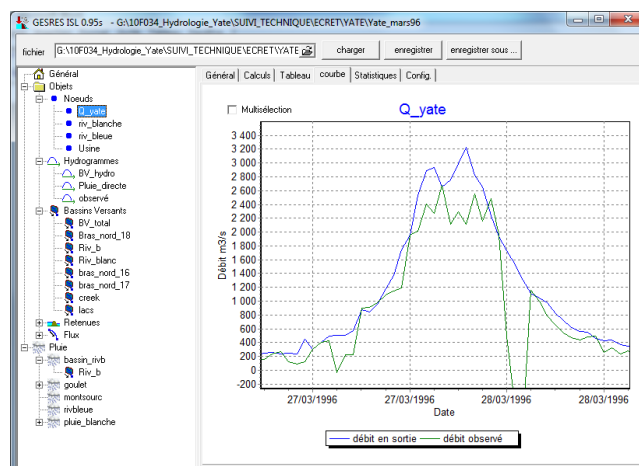 GESRES ISL 0.95s - G:\10F034_Hydrologie_Yate\SUIVI_TECHNIQUE\ECRET\YATE\Yate_mars96
fichier G:\10F034_Hydrologie_Yate\SUIVI_TECHNIQUE\ECRET\YATE charger enregistrer enregistrer sous ...
Général
Objets
Noeuds
Q_yate
riv_blanche
riv_bleue
Usine
Hydrogrammes
BV_hydro
Pluie_directe
observé
Bassins Versants
BV_total
Bras_nord_18
Riv_b
Riv_blanc
bras_nord_16
bras_nord_17
creek
lacs
Retenues
Flux
Pluie
bassin_rivb
Riv_b
goulet
montsourc
rivbleue
pluie_blanche
Général Calculs Tableau courbe Statistiques Config.
Multisélection
Q_yate
Débit m3/s
3 400
3 200
3 000
2 800
2 600
2 400
2 200
2 000
1 800
1 600
1 400
1 200
1 000
800
600
400
200
0
-200
27/03/1996 27/03/1996 28/03/1996 28/03/1996
Date
débit en sortie débit observé